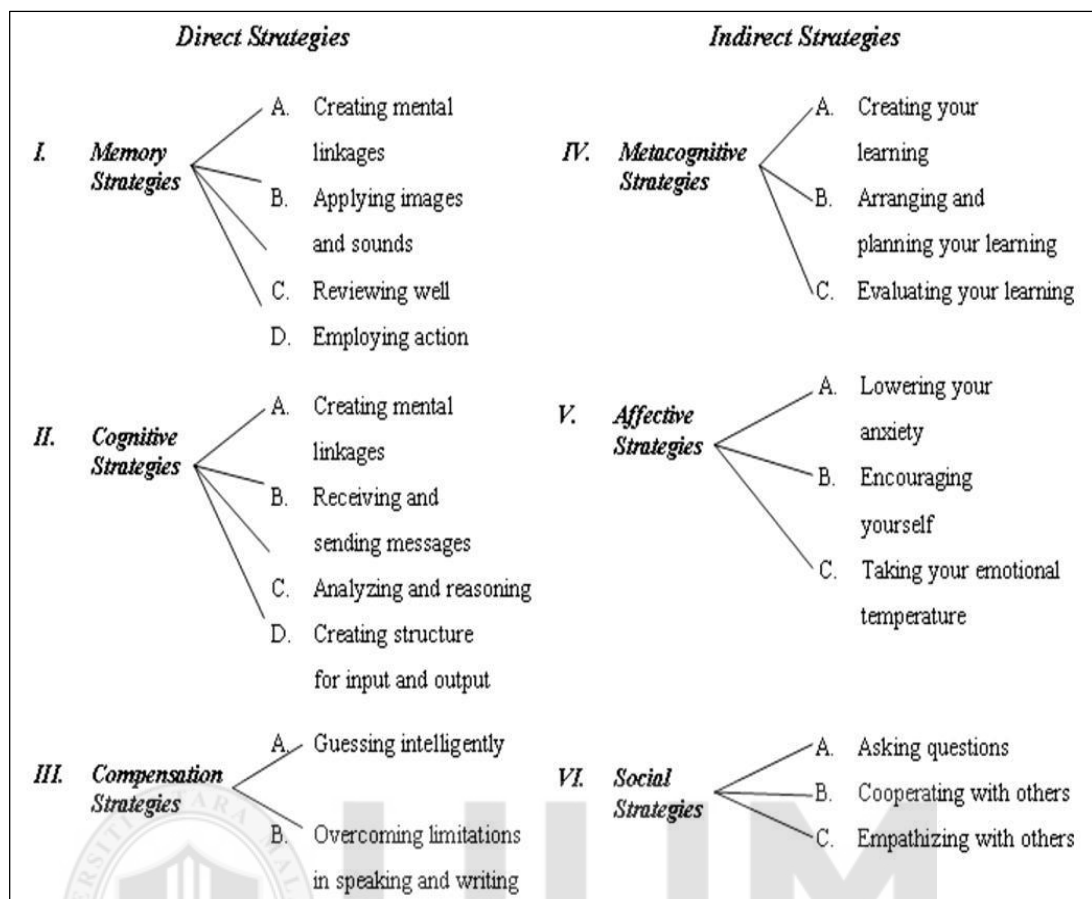 Direct Strategies
I. Memory Strategies
A. Creating mental
linkages
B. Applying images
and sounds
C. Reviewing well
D. Employing action
II. Cognitive Strategies
A. Creating mental
linkages
B. Receiving and
sending messages
C. Analyzing and reasoning
D. Creating structure
for input and output
III. Compensation Strategies
A. Guessing intelligently
B. Overcoming limitations
in speaking and writing
Indirect Strategies
IV. Metacognitive Strategies
A. Creating your
learning
B. Arranging and
planning your learning
C. Evaluating your learning
V. Affective Strategies
A. Lowering your
anxiety
B. Encouraging
yourself
C. Taking your emotional
temperature
VI. Social Strategies
A. Asking questions
B. Cooperating with others
C. Empathizing with others